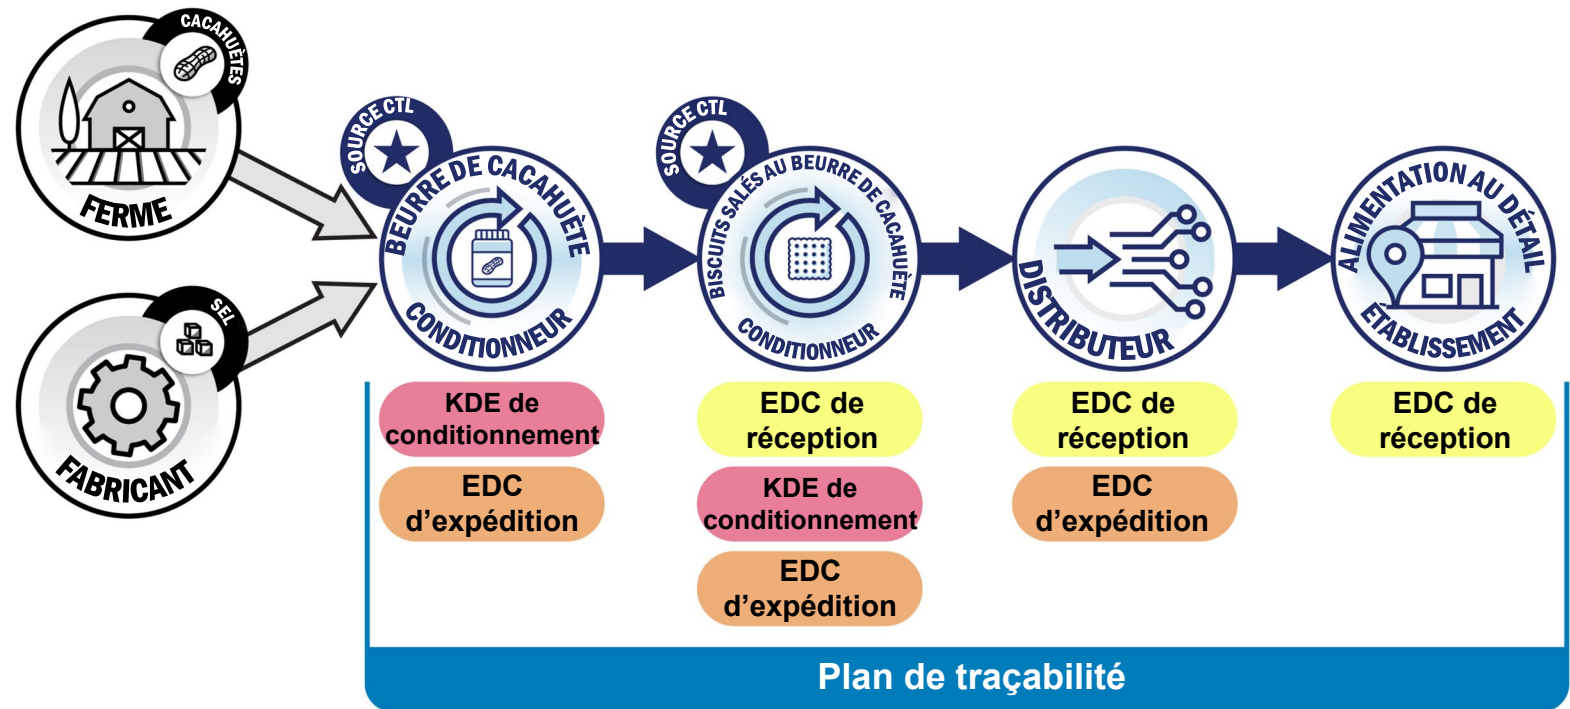 CACAHUÈTES
FERME
SEL
FABRICANT
SOURCE CTL
BEURRE DE CACAHUÈTE
CONDITIONNEUR
SOURCE CTL
BISCUITS SALÉS AU BEURRE DE CACAHUÈTE
CONDITIONNEUR
DISTRIBUTEUR
ALIMENTATION AU DÉTAIL
ÉTABLISSEMENT
KDE de
conditionnement
EDC
d’expédition
EDC de
réception
KDE de
conditionnement
EDC
d’expédition
EDC de
réception
EDC
d’expédition
EDC de
réception
Plan de traçabilité